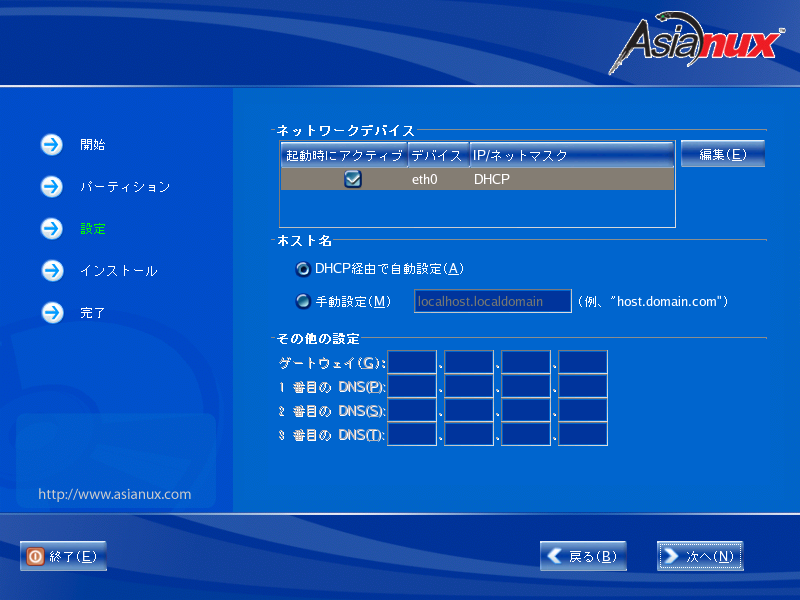 Asianux
開始
パーティション
設定
インストール
完了
http://www.asianux.com
ネットワークデバイス
起動時にアクティブ デバイス IP/ネットマスク
eth0 DHCP
編集(E)
ホスト名
DHCP経由で自動設定(A)
手動設定(M) localhost.localdomain (例、"host.domain.com")
その他の設定
ゲートウェイ(G): . . .
1 番目の DNS(P): . . .
2 番目の DNS(S): . . .
3 番目の DNS(T): . . .
終了(E)
戻る(B)
次へ(N)